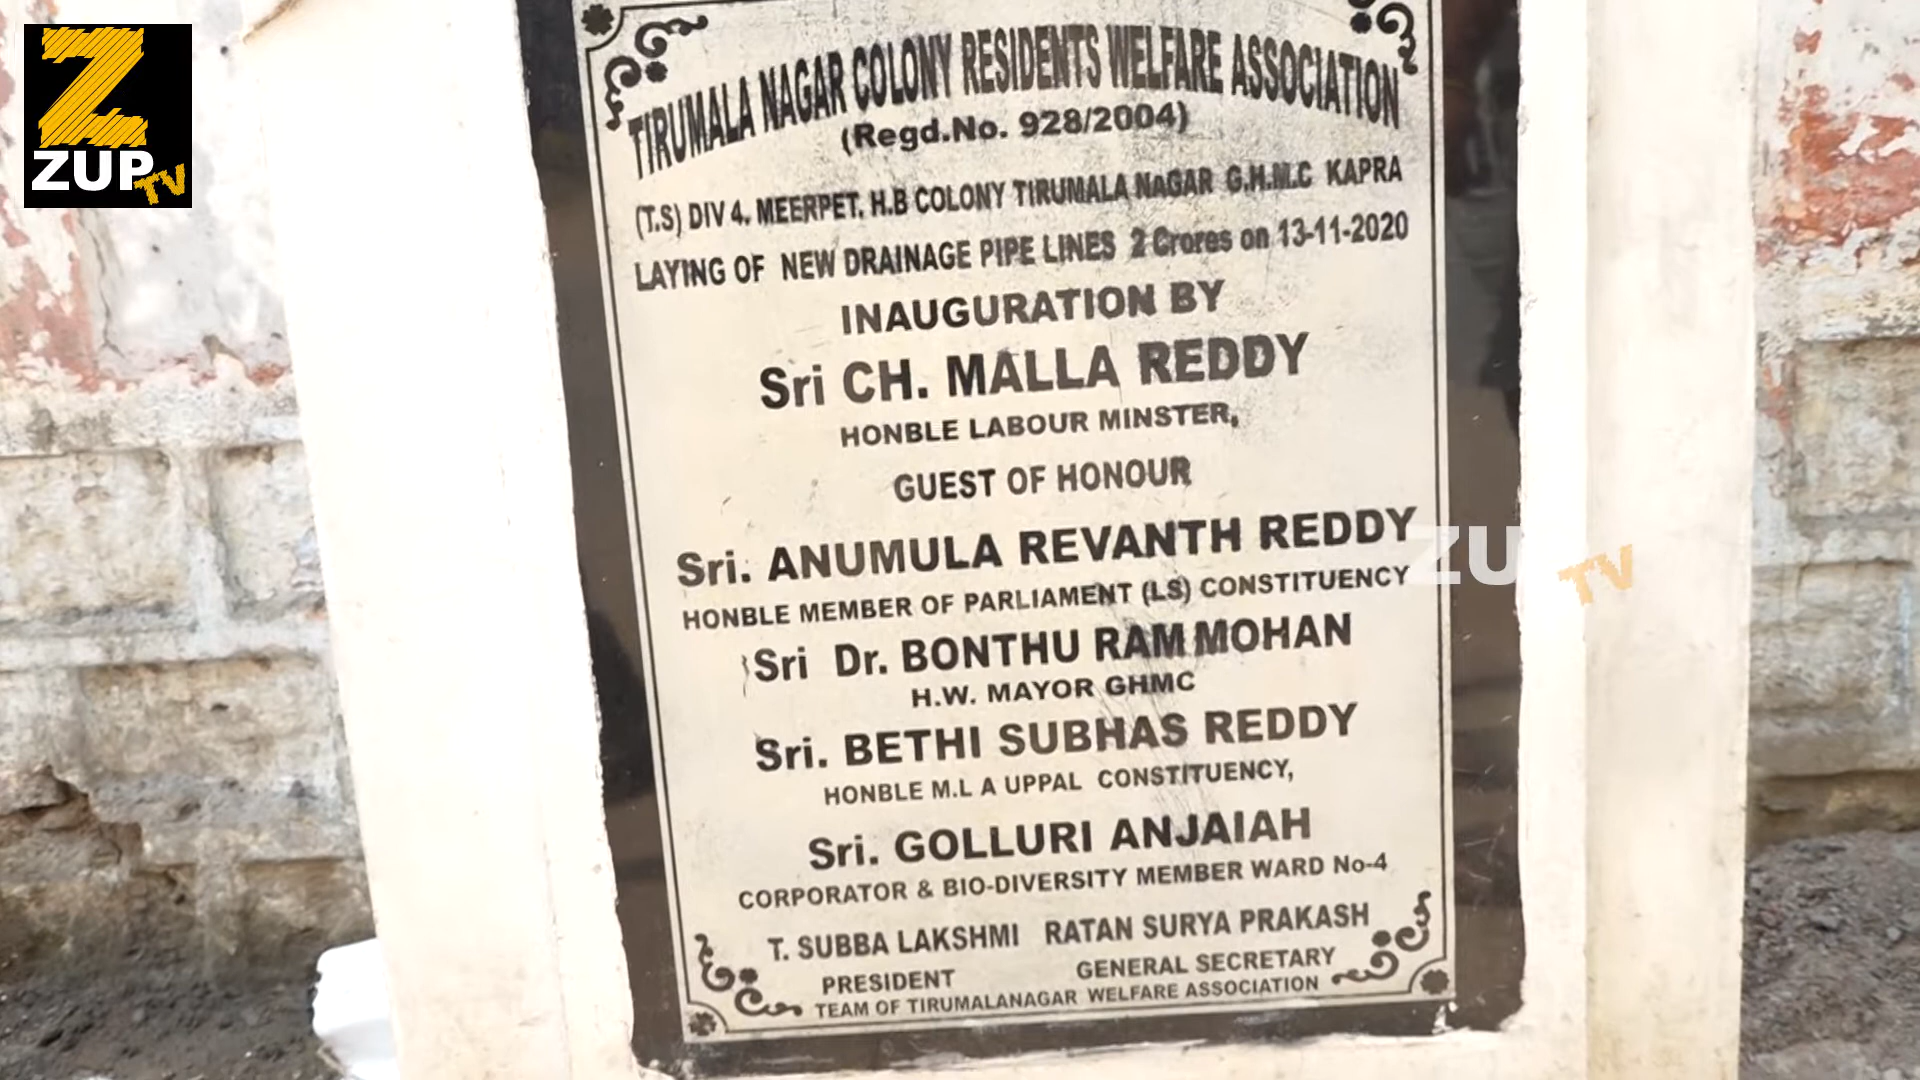 Z
ZUP TV
TIRUMALA NAGAR COLONY RESIDENTS WELFARE ASSOCIATION
(Regd.No. 928/2004)
(T.S) DIV 4, MEERPET, H.B COLONY TIRUMALA NaGAR G.H.M.C KAPRA
LAYING OF NEW DRAINAGE PIPE LINES 2 Crores on 13-11-2020
INAUGURATION BY
Sri CH. MALLA REDDY
HONBLE LABOUR MINSTER,
GUEST OF HONOUR
Sri. ANUMULA REVANTH REDDY
HONBLE MEMBER OF PARLIAMENT (LS) CONSTITUENCY
ZU TV
Sri Dr. BONTHU RAM MOHAN
H.W. MAYOR GHMC
Sri. BETHI SUBHAS REDDY
HONBLE M.L A UPPAL CONSTITUENCY,
Sri. GOLLURI ANJAIAH
CORPORATOR & BIO-DIVERSITY MEMBER WARD No-4
T. SUBBA LAKSHMI RATAN SURYA PRAKASH
PRESIDENT GENERAL SECRETARY
TEAM OF TIRUMALANAGAR WELFARE ASSOCIATION